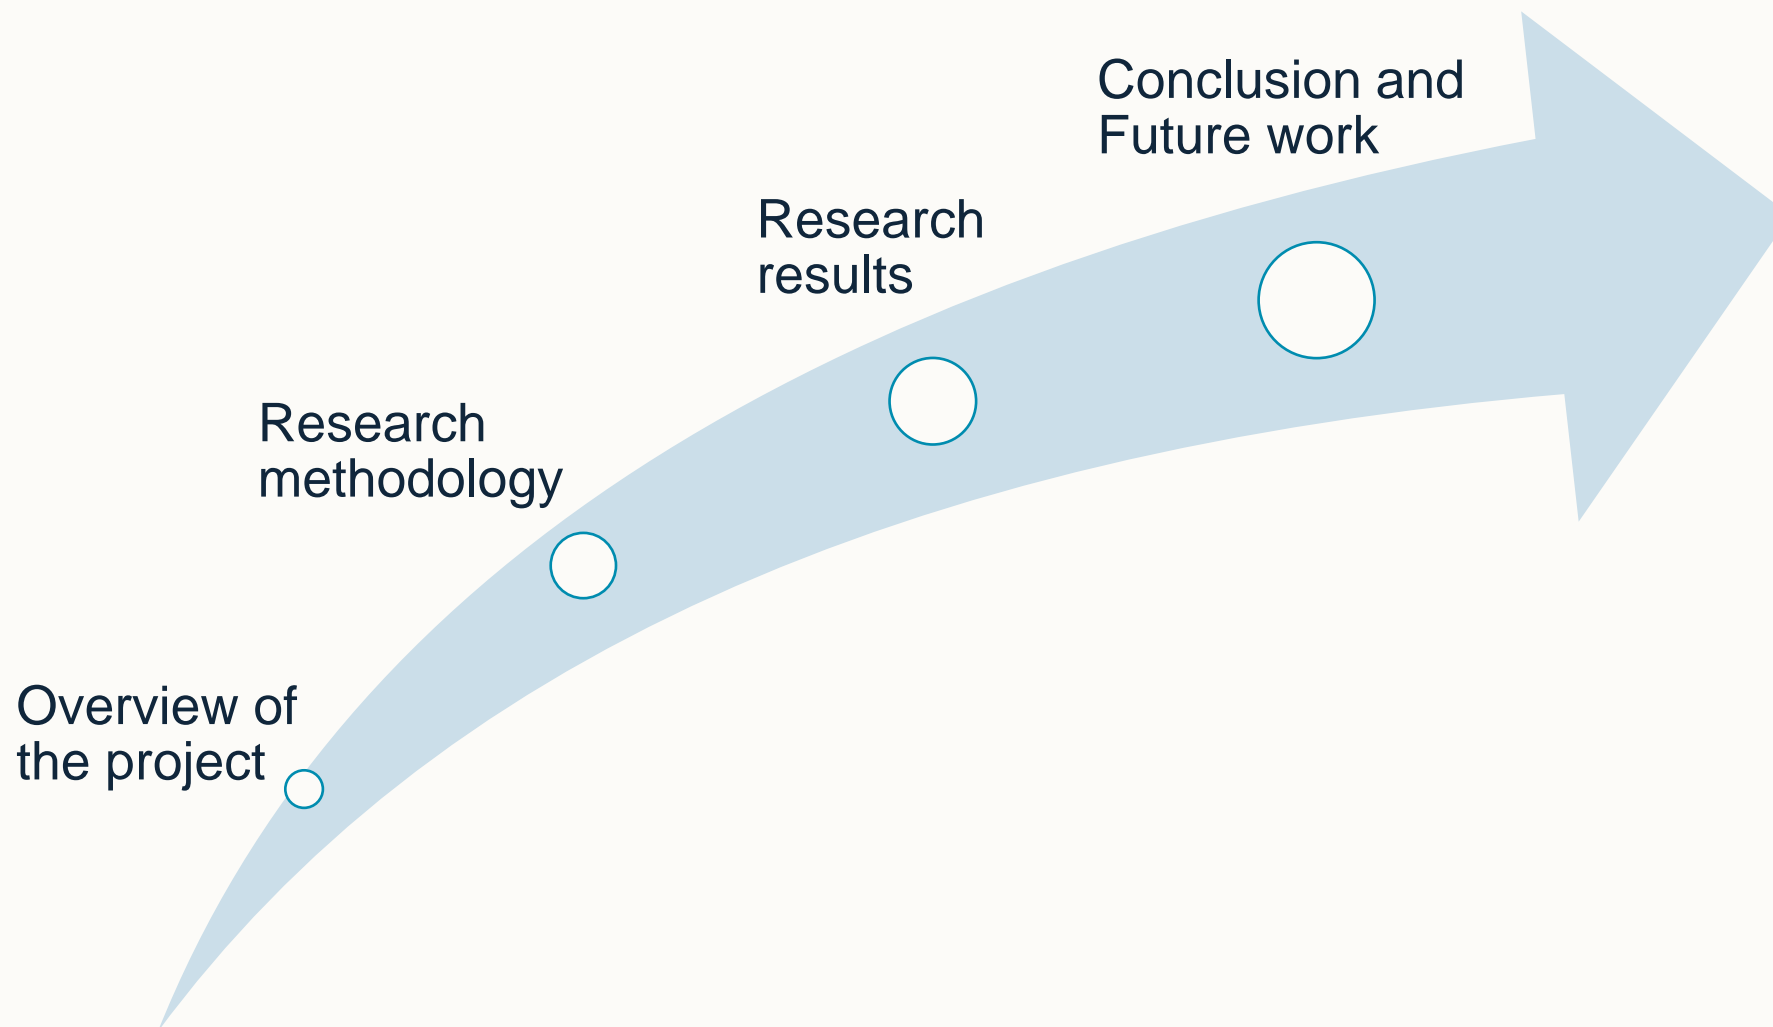 Conclusion and
Future work
Research
results
Research
methodology
Overview of
the project